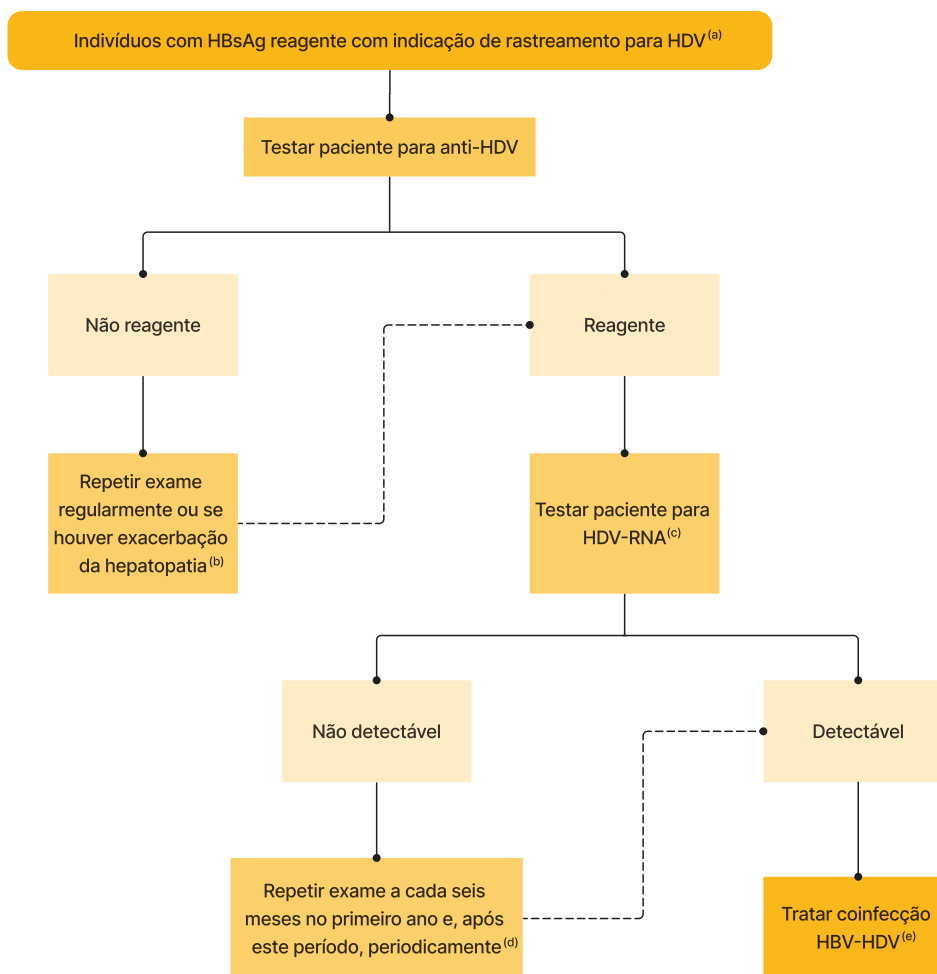 Indivíduos com HBsAg reagente com indicação de rastreamento para HDV(a)
Testar paciente para anti-HDV
Não reagente
Reagente
Repetir exame
regularmente ou se
houver exacerbação
da hepatopatia(b)
Testar paciente para
HDV-RNA(c)
Não detectável
Detectável
Repetir exame a cada seis
meses no primeiro ano e, após
este período, periodicamente(d)
Tratar coinfecção
HBV-HDV(e)